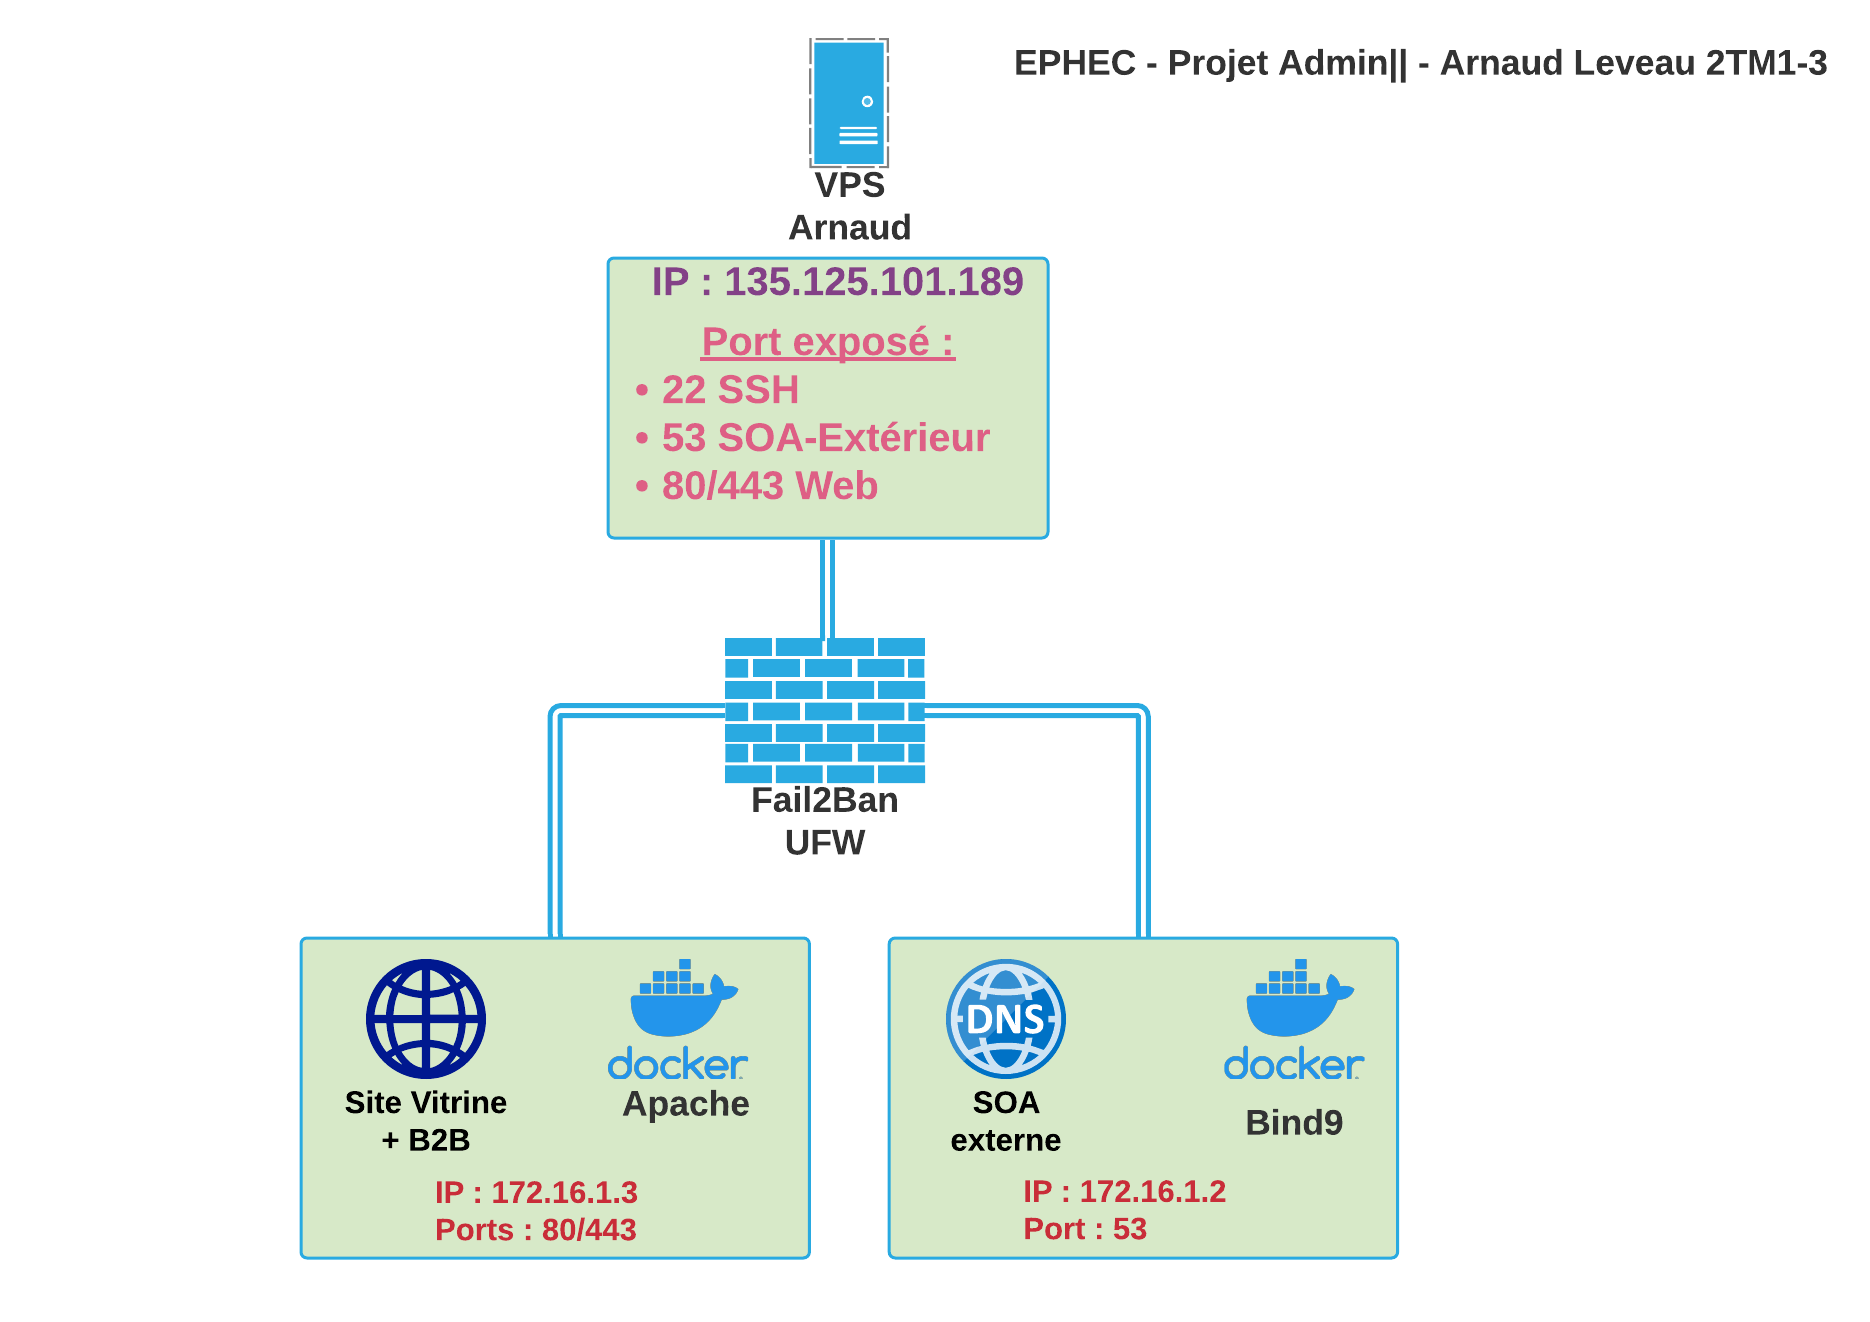 EPHEC - Projet Admin|| - Arnaud Leveau 2TM1-3
VPS
Arnaud
IP : 135.125.101.189
Port exposé :
• 22 SSH
• 53 SOA-Extérieur
• 80/443 Web
Fail2Ban
UFW
docker
Site Vitrine
+ B2B
Apache
IP : 172.16.1.3
Ports : 80/443
DNS
docker
SOA
externe
Bind9
IP : 172.16.1.2
Port : 53